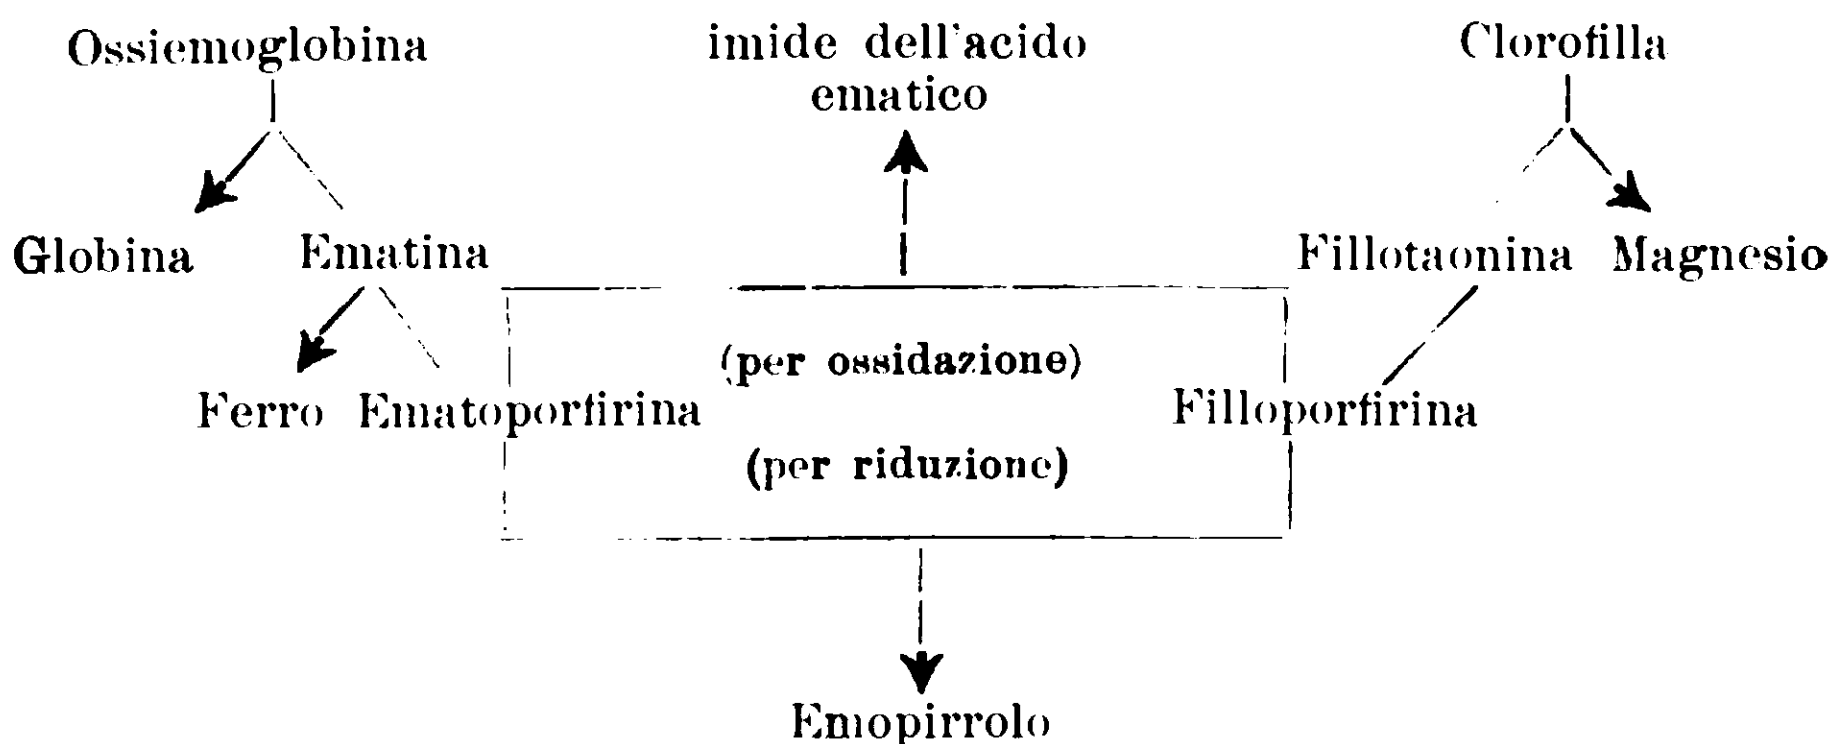 Ossiemoglobina
imide dell'acido
ematico
Clorofilla
Globina
Ematina
Fillotaonina
Magnesio
(per ossidazione)
Ferro
Ematoporfirina
Filloporfirina
(per riduzione)
Emopirrolo